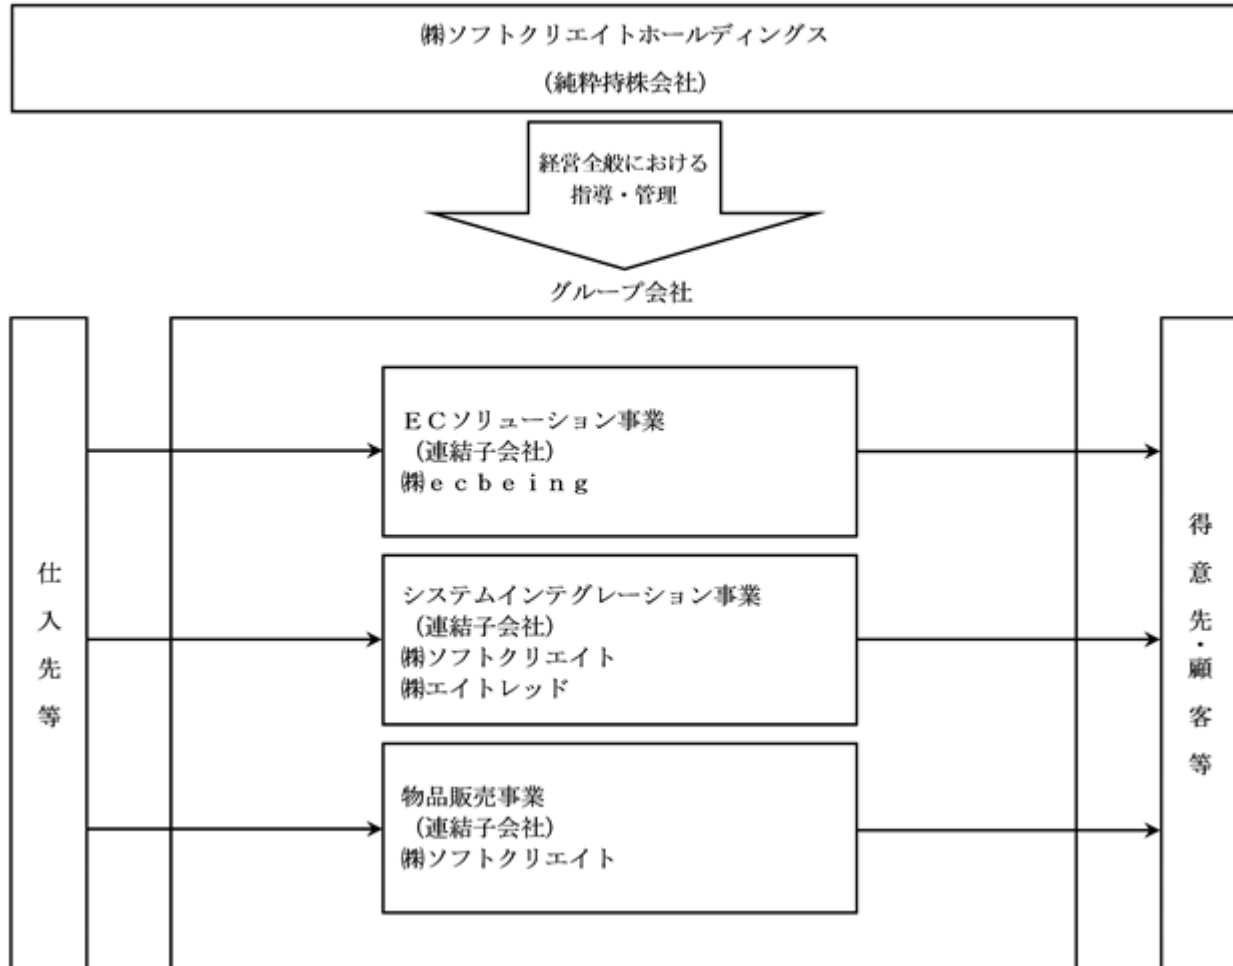 ㈱ソフトクリエイトホールディングス
(純粋持株会社)
経営全般における
指導・管理
グループ会社
仕入先等
ＥＣソリューション事業
(連結子会社)
㈱ｅｃｂｅｉｎｇ
システムインテグレーション事業
(連結子会社)
㈱ソフトクリエイト
㈱エイトレッド
物品販売事業
(連結子会社)
㈱ソフトクリエイト
得意先・顧客等